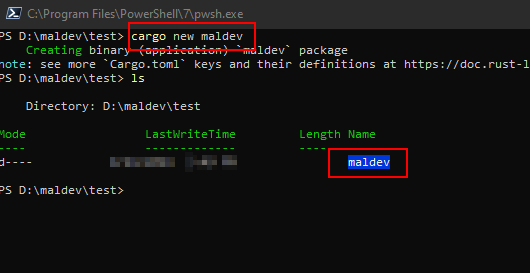 C:\Program Files\PowerShell\7\pwsh.exe
PS D:\maldev\test> cargo new maldev
Creating binary (application) `maldev` package
note: see more `Cargo.toml` keys and their definitions at https://doc.rust-l
PS D:\maldev\test> ls
Directory: D:\maldev\test
Mode LastWriteTime Length Name
---- ------------- ------
d---- maldev
PS D:\maldev\test>